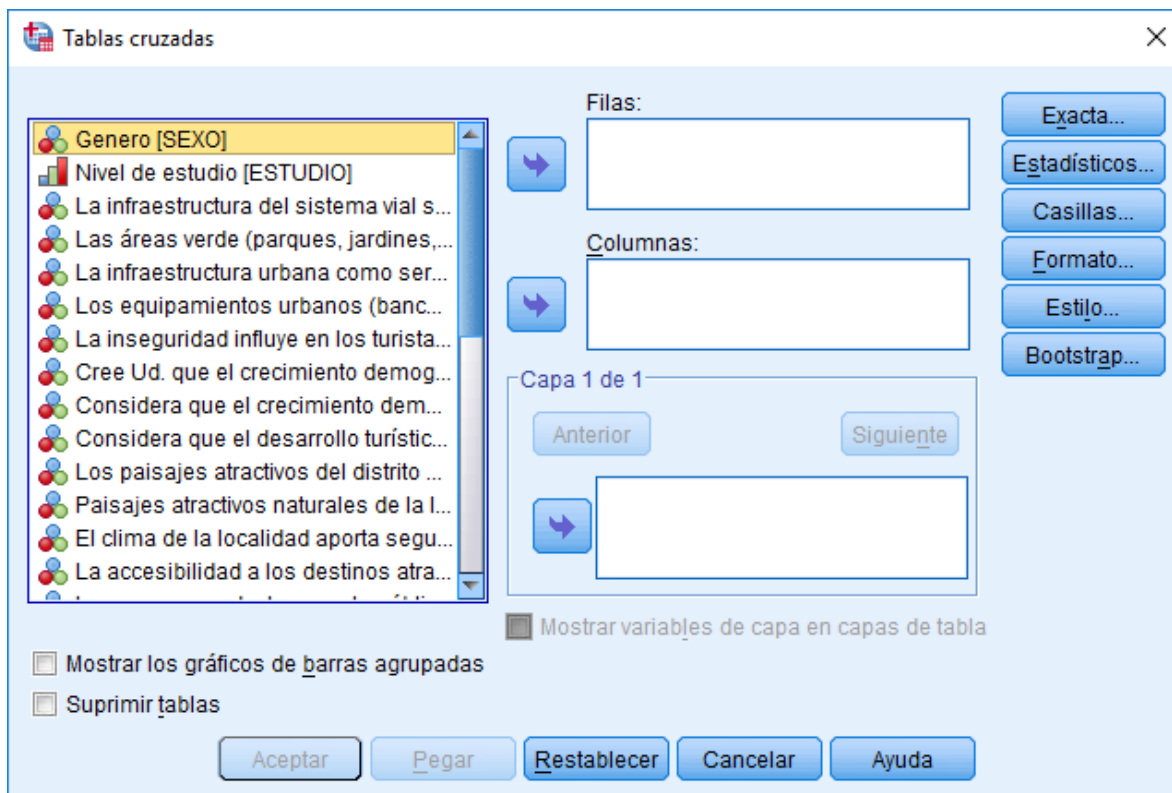 Tablas cruzadas
Genero [SEXO]
Nivel de estudio [ESTUDIO]
La infraestructura del sistema vial s...
Las áreas verde (parques, jardines,...
La infraestructura urbana como ser...
Los equipamientos urbanos (banc...
La inseguridad influye en los turista...
Cree Ud. que el crecimiento demog...
Considera que el crecimiento dem...
Considera que el desarrollo turístic...
Los paisajes atractivos del distrito ...
Paisajes atractivos naturales de la l...
El clima de la localidad aporta segu...
La accesibilidad a los destinos atra...
Filas:
Columnas:
Capa 1 de 1
Anterior
Siguiente
Mostrar variables de capa en capas de tabla
Exacta...
Estadísticos...
Casillas...
Formato...
Estilo...
Bootstrap...
Mostrar los gráficos de barras agrupadas
Suprimir tablas
Aceptar
Pegar
Restablecer
Cancelar
Ayuda